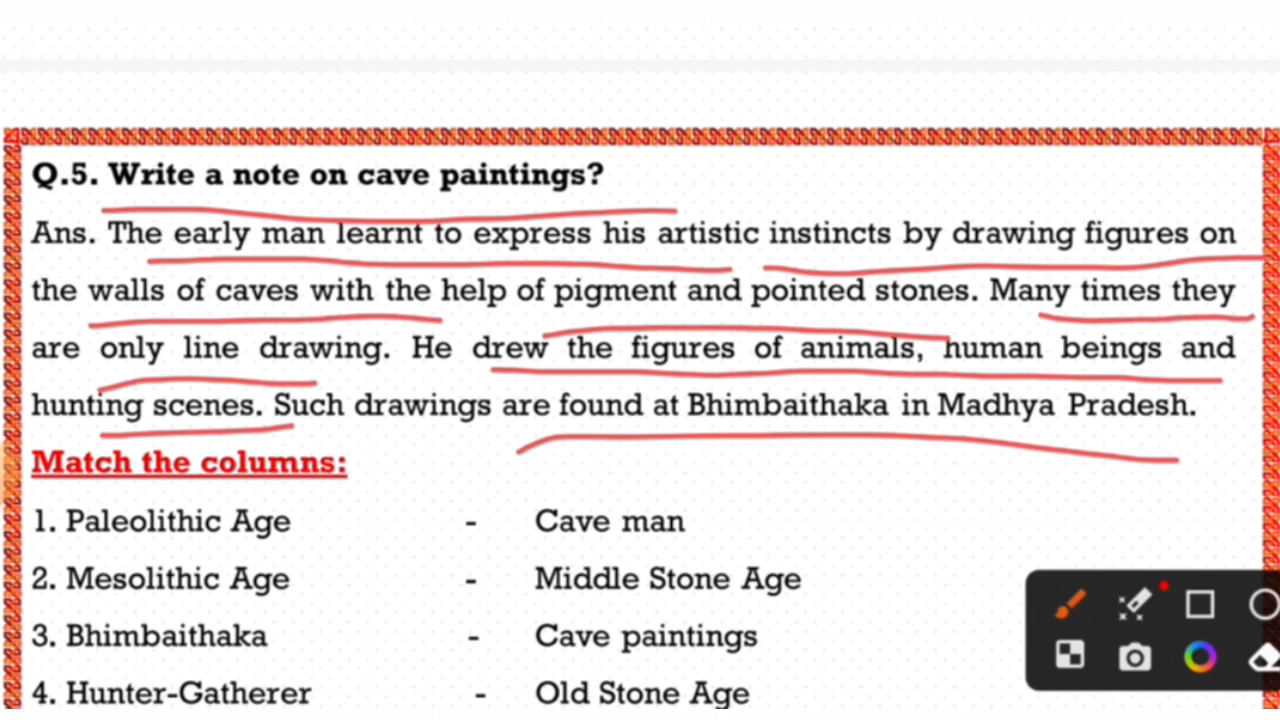 Q.5. Write a note on cave paintings?
Ans. The early man learnt to express his artistic instincts by drawing figures on
the walls of caves with the help of pigment and pointed stones. Many times they
are only line drawing. He drew the figures of animals, human beings and
hunting scenes. Such drawings are found at Bhimbaithaka in Madhya Pradesh.
Match the columns:
1. Paleolithic Age - Cave man
2. Mesolithic Age - Middle Stone Age
3. Bhimbaithaka - Cave paintings
4. Hunter-Gatherer - Old Stone Age